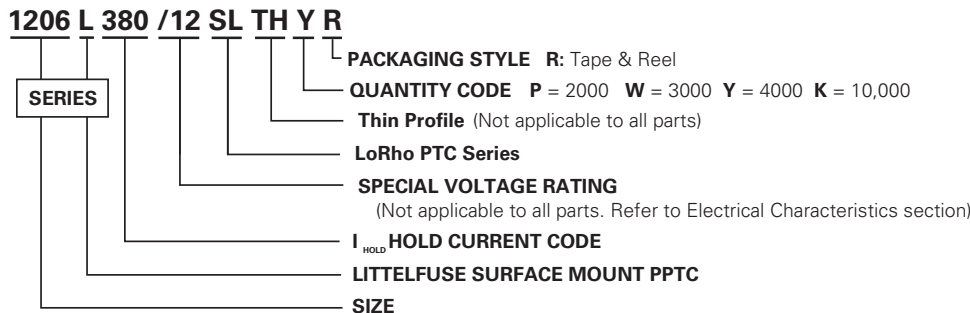 1206 L 380 /12 SL TH Y R
PACKAGING STYLE R: Tape & Reel
QUANTITY CODE P = 2000 W = 3000 Y = 4000 K = 10,000
SERIES
Thin Profile (Not applicable to all parts)
LoRho PTC Series
SPECIAL VOLTAGE RATING
(Not applicable to all parts. Refer to Electrical Characteristics section)
I HOLD HOLD CURRENT CODE
LITTELFUSE SURFACE MOUNT PPTC
SIZE